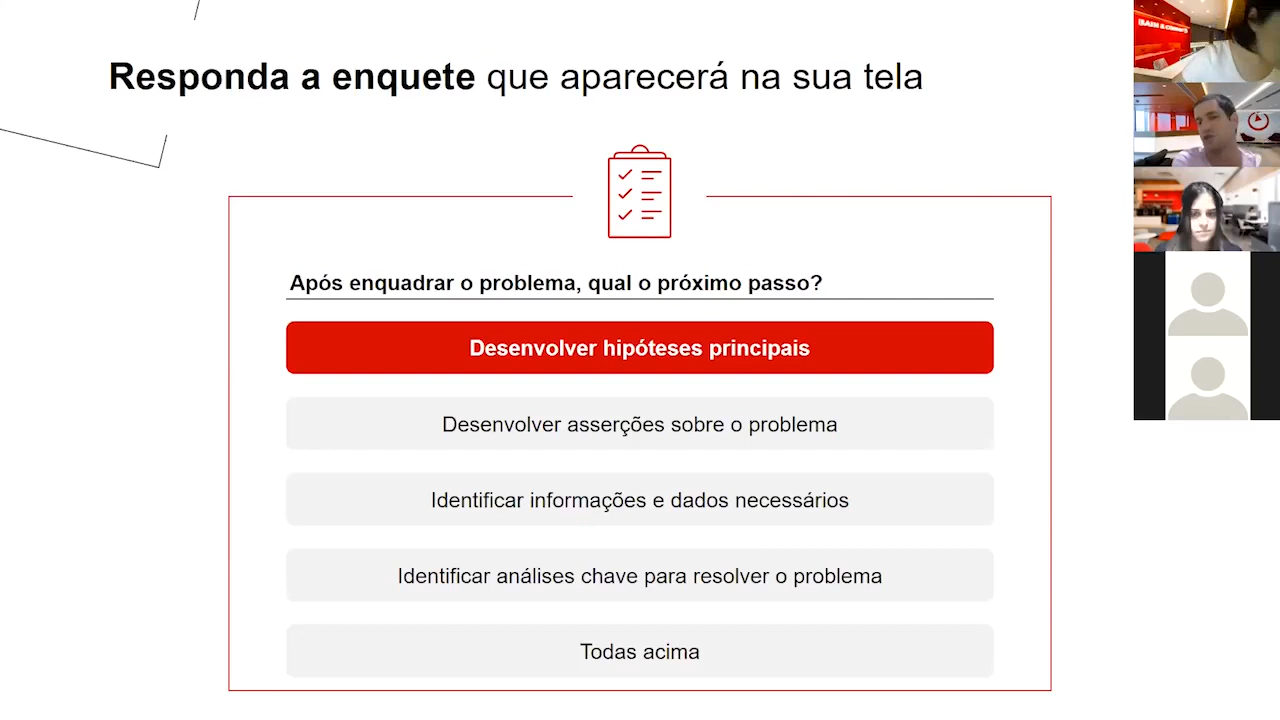 Responda a enquete que aparecerá na sua tela
Após enquadrar o problema, qual o próximo passo?
Desenvolver hipóteses principais
Desenvolver asserções sobre o problema
Identificar informações e dados necessários
Identificar análises chave para resolver o problema
Todas acima